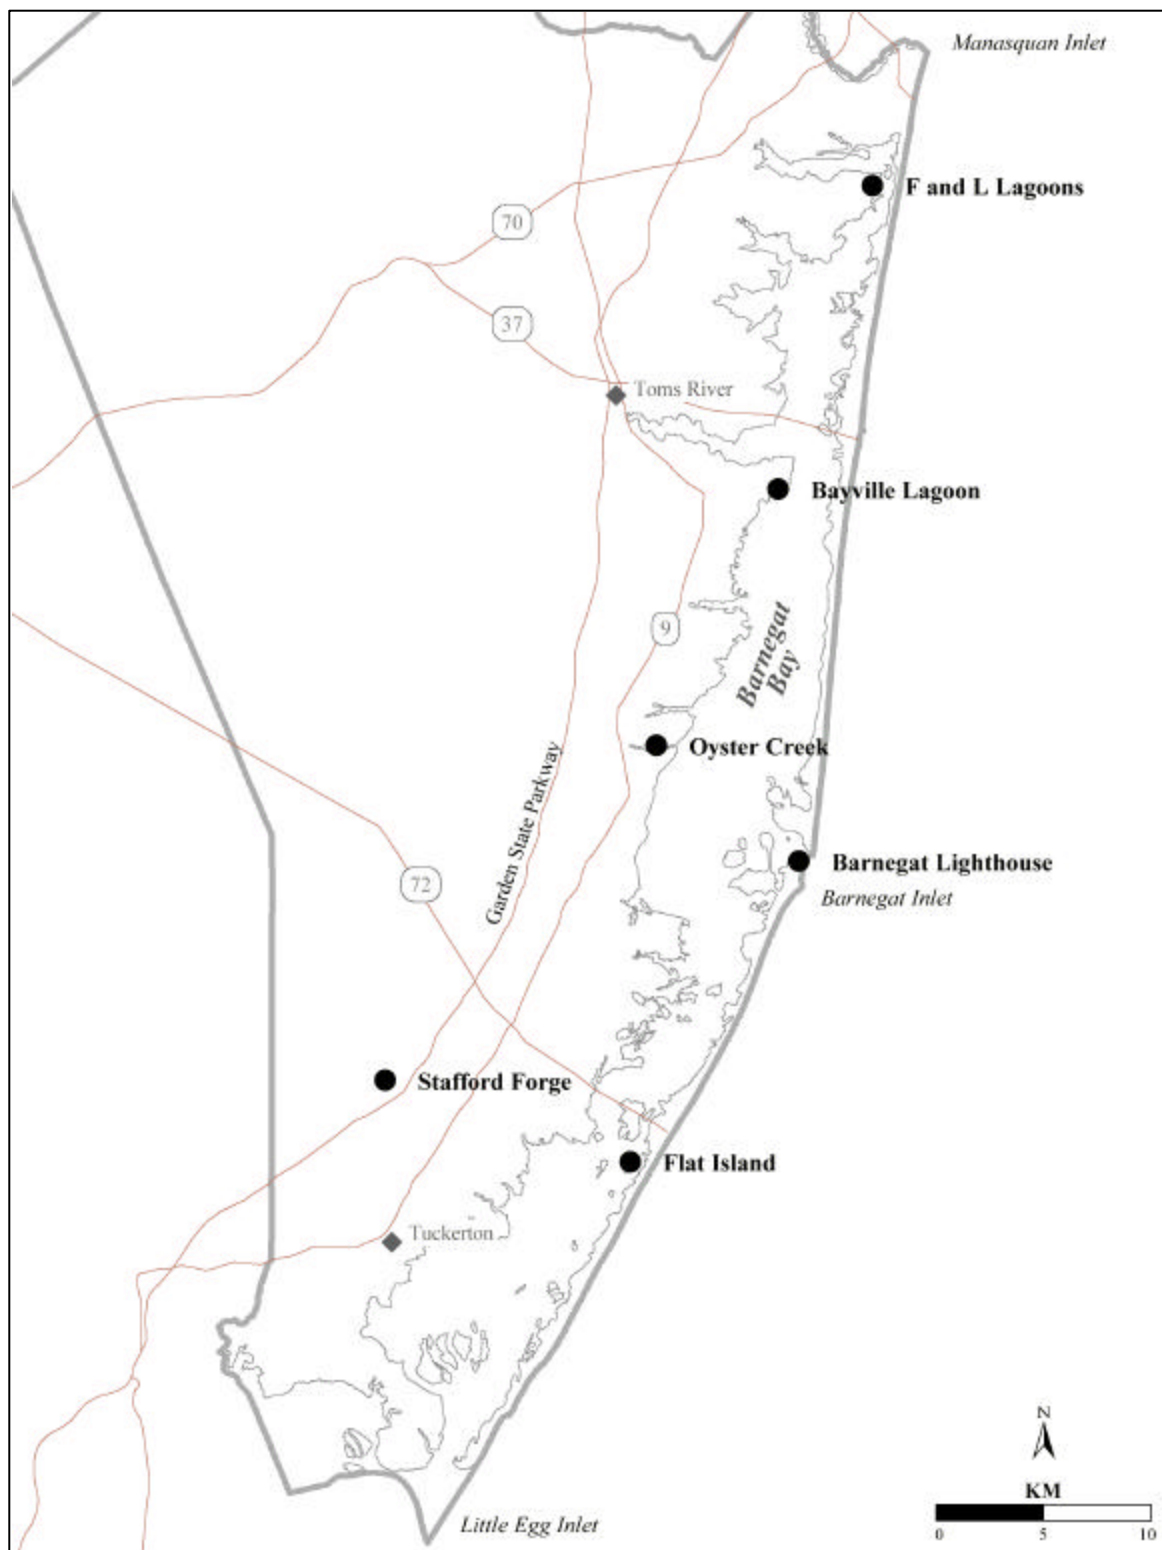 Manasquan Inlet
F and L Lagoons
70
37
Toms River
Bayville Lagoon
9
Barnegat
Bay
Oyster Creek
Garden State Parkway
Barnegat Lighthouse
72
Barnegat Inlet
Stafford Forge
Flat Island
Tuckerton
N
KM
0 5 10
Little Egg Inlet